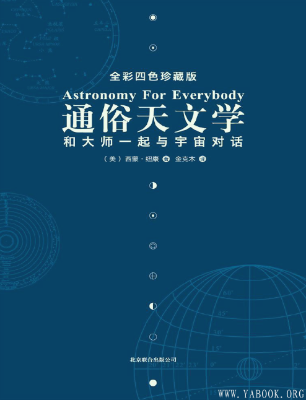 全彩四色珍藏版
Astronomy For Everybody
通俗天文学
和大师一起与宇宙对话
（美）西蒙·纽康 著 金克木 译
北京联合出版公司
WWW.YABOOK.ORG